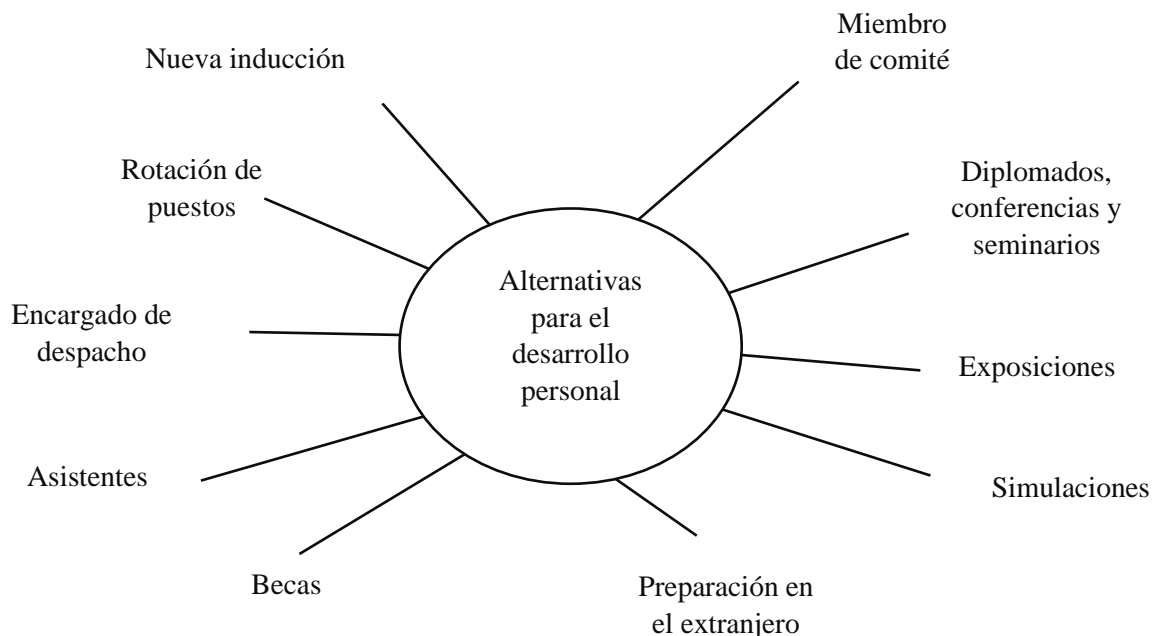 Nueva inducción
Miembro
de comité
Rotación de
puestos
Diplomados,
conferencias y
seminarios
Alternativas
para el
desarrollo
personal
Encargado de
despacho
Exposiciones
Asistentes
Simulaciones
Becas
Preparación en
el extranjero